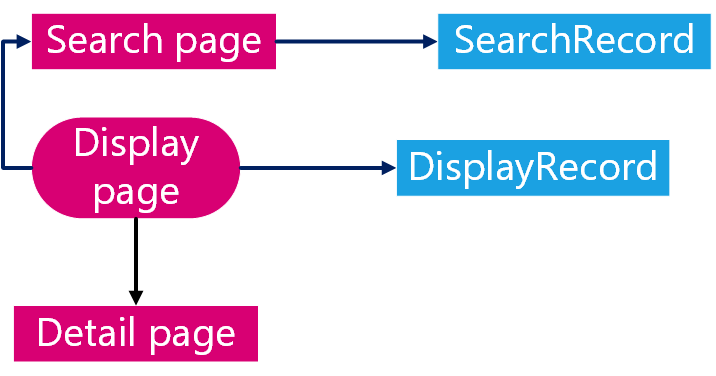 Search page
SearchRecord
Display
page
DisplayRecord
Detail page